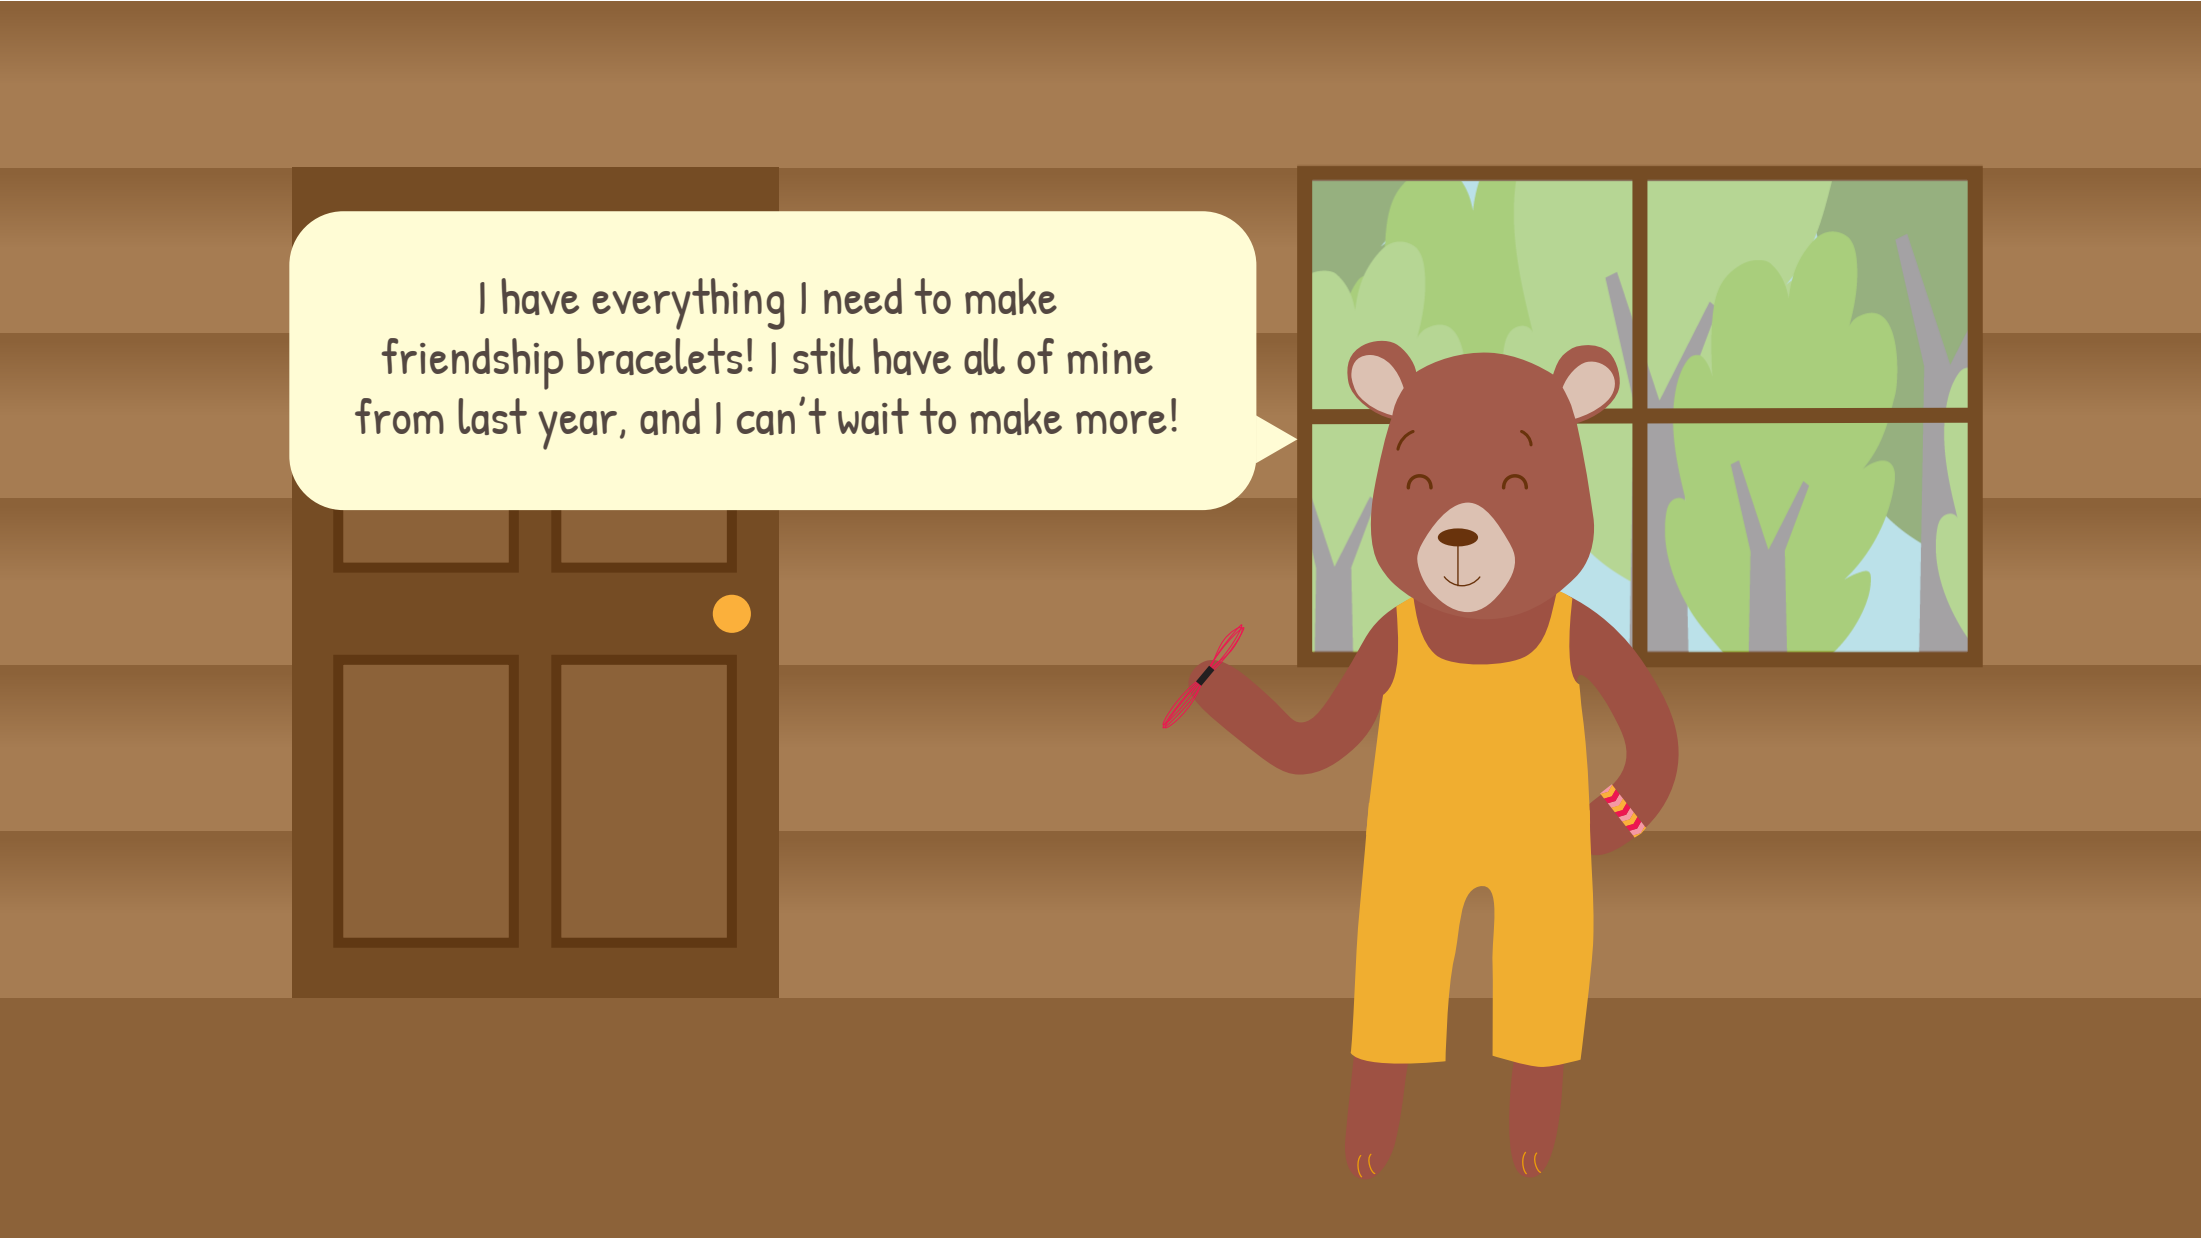 I have everything I need to make
friendship bracelets! I still have all of mine
from last year, and I can't wait to make more!